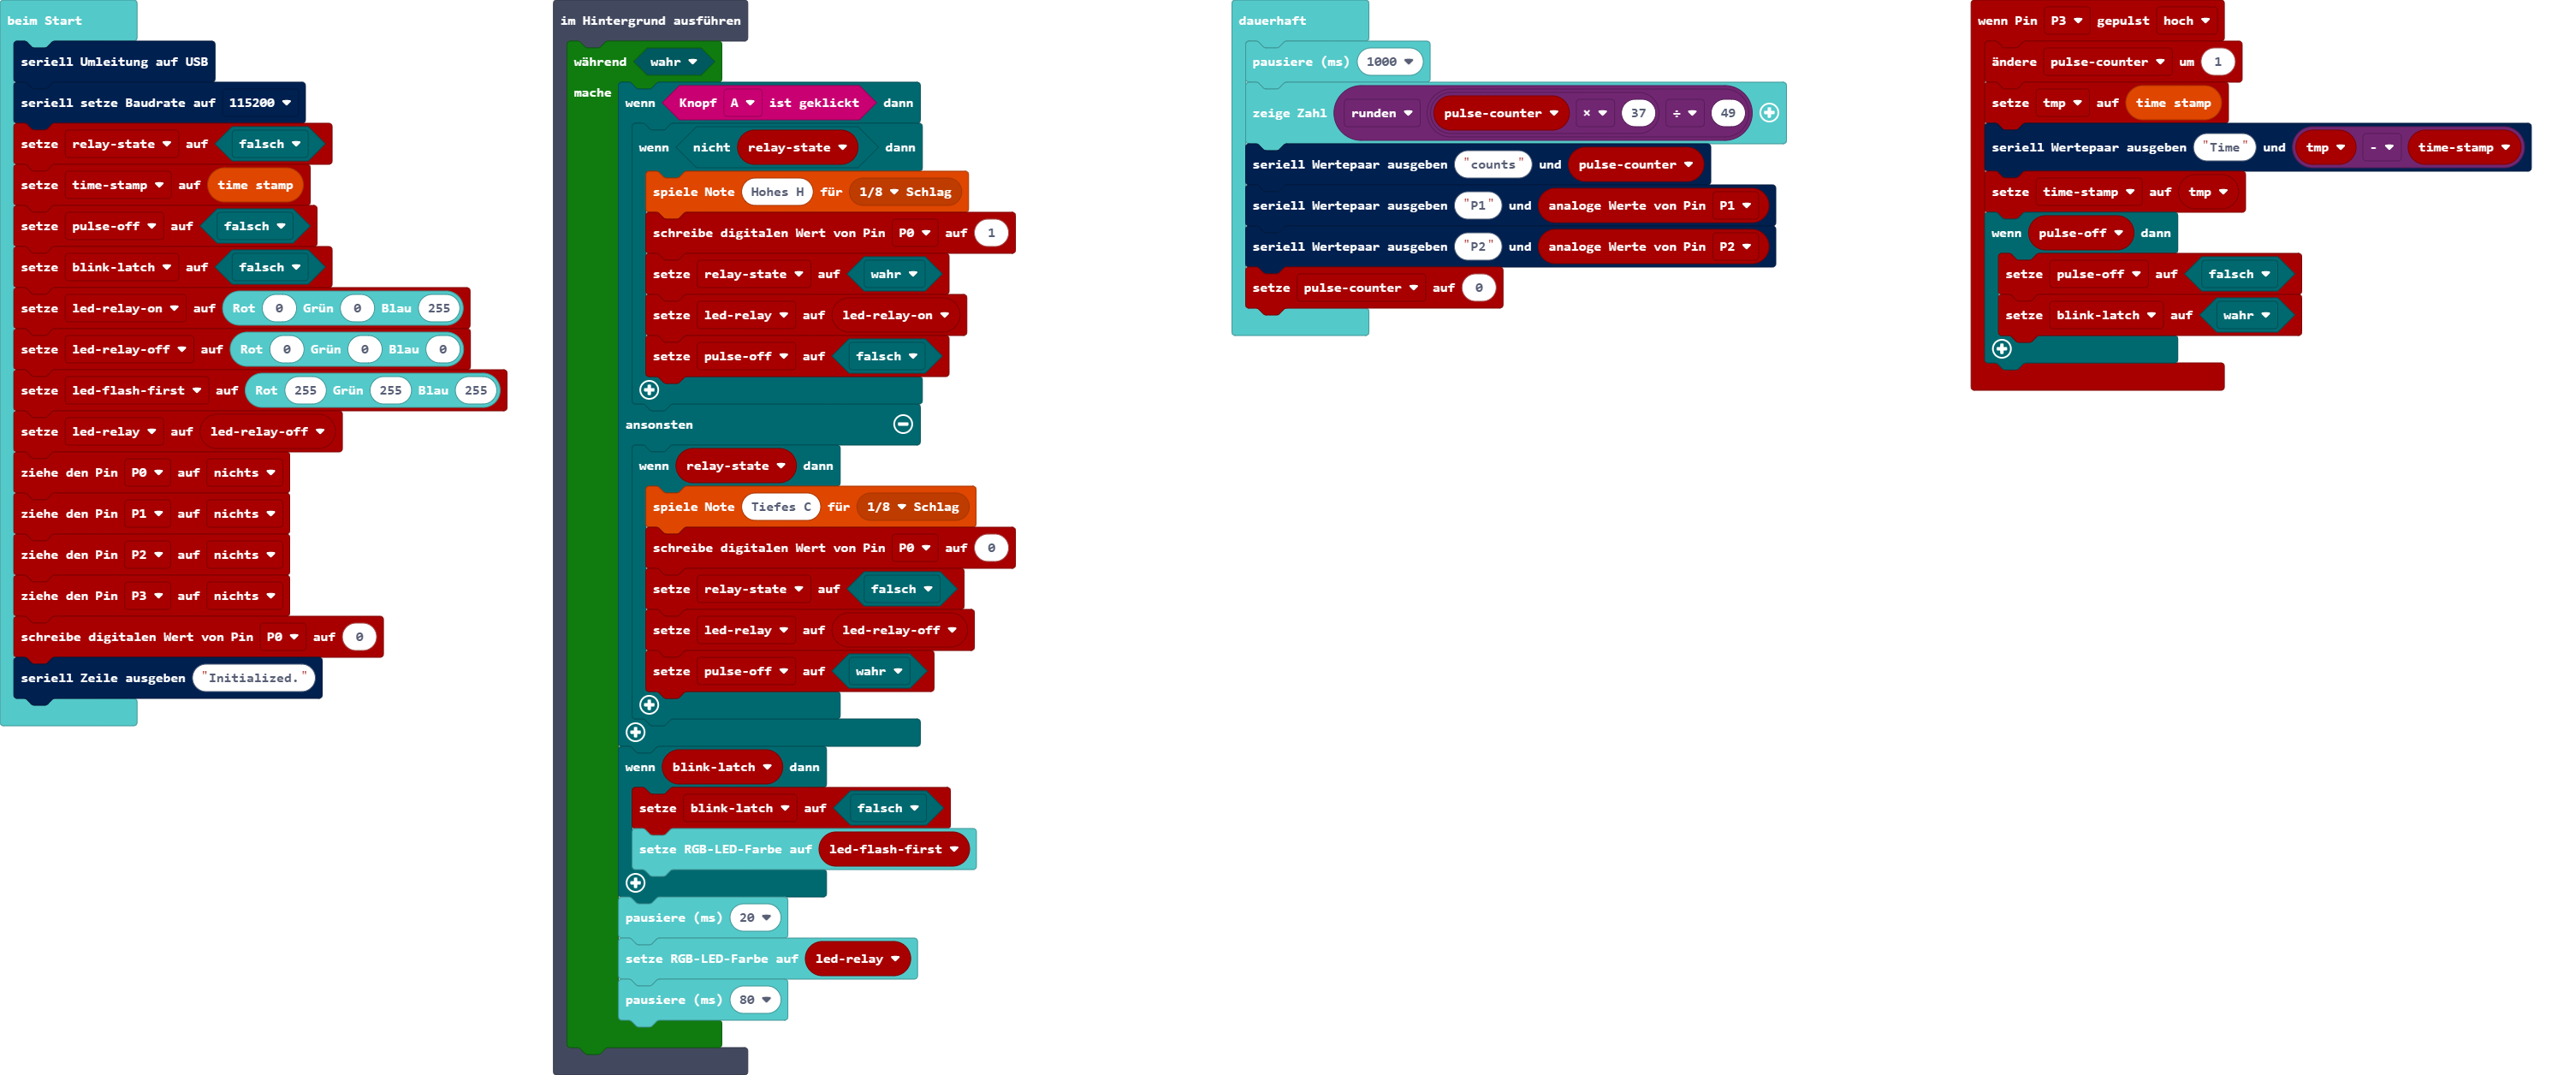 beim Start
seriell Umleitung auf USB
seriell setze Baudrate auf 115200
setze relay-state auf falsch
setze time-stamp auf time stamp
setze pulse-off auf falsch
setze blink-latch auf falsch
setze led-relay-on auf Rot 0 Grün 0 Blau 255
setze led-relay-off auf Rot 0 Grün 0 Blau 0
setze led-flash-first auf Rot 255 Grün 255 Blau 255
setze led-relay auf led-relay-off
ziehe den Pin P0 auf nichts
ziehe den Pin P1 auf nichts
ziehe den Pin P2 auf nichts
ziehe den Pin P3 auf nichts
schreibe digitalen Wert von Pin P0 auf 0
seriell Zeile ausgeben "Initialized."
im Hintergrund ausführen
während wahr
mache
wenn Knopf A ist geklickt dann
wenn nicht relay-state dann
spiele Note Hohes H für 1/8 Schlag
schreibe digitalen Wert von Pin P0 auf 1
setze relay-state auf wahr
setze led-relay auf led-relay-on
setze pulse-off auf falsch
ansonsten
wenn relay-state dann
spiele Note Tiefes C für 1/8 Schlag
schreibe digitalen Wert von Pin P0 auf 0
setze relay-state auf falsch
setze led-relay auf led-relay-off
setze pulse-off auf wahr
wenn blink-latch dann
setze blink-latch auf falsch
setze RGB-LED-Farbe auf led-flash-first
pausiere (ms) 20
setze RGB-LED-Farbe auf led-relay
pausiere (ms) 80
dauerhaft
pausiere (ms) 1000
zeige Zahl runden pulse-counter × 37 ÷ 49
seriell Wertepaar ausgeben "counts" und pulse-counter
seriell Wertepaar ausgeben "P1" und analoge Werte von Pin P1
seriell Wertepaar ausgeben "P2" und analoge Werte von Pin P2
setze pulse-counter auf 0
wenn Pin P3 gepulst hoch
ändere pulse-counter um 1
setze tmp auf time stamp
seriell Wertepaar ausgeben "Time" und tmp - time-stamp
setze time-stamp auf tmp
wenn pulse-off dann
setze pulse-off auf falsch
setze blink-latch auf wahr